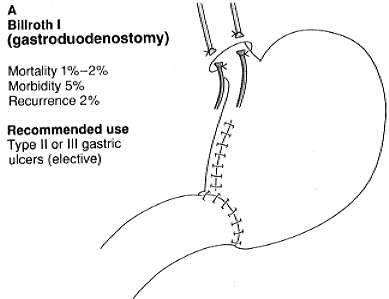 A
Billroth I
(gastroduodenostomy)
Mortality 1%–2%
Morbidity 5%
Recurrence 2%
Recommended use
Type II or III gastric
ulcers (elective)